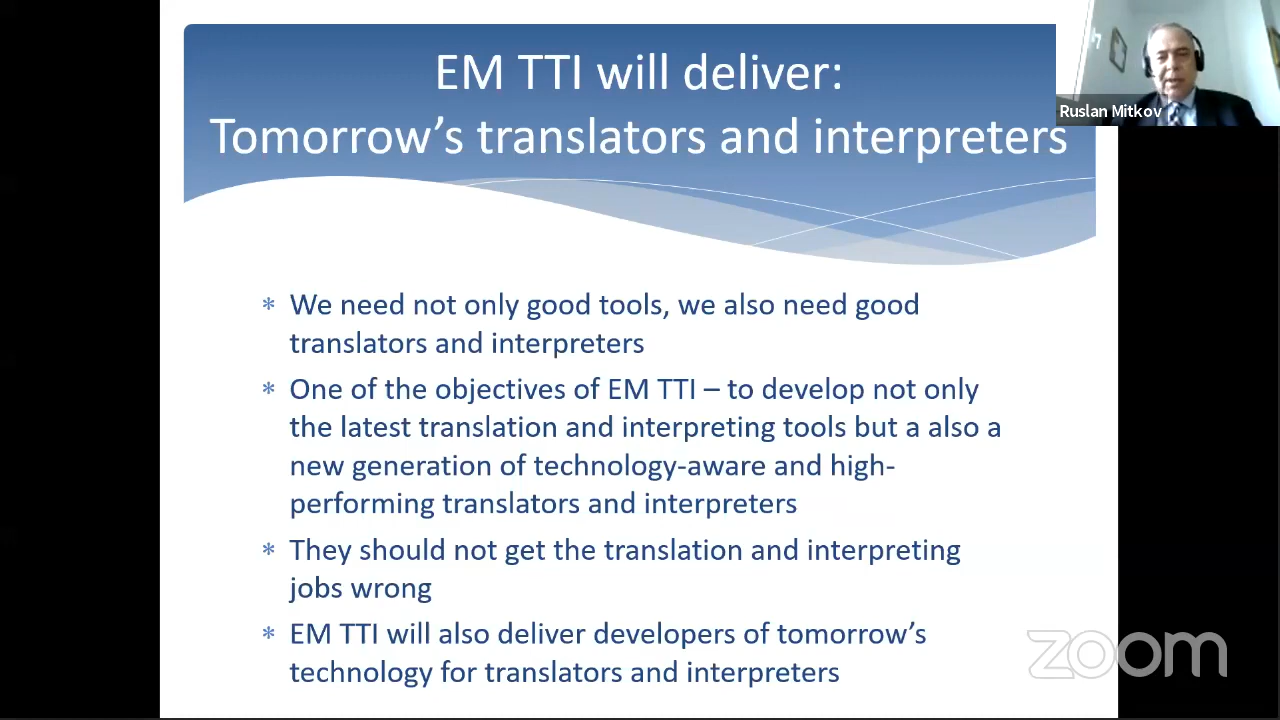 EM TTI will deliver:
Tomorrow's translators and interpreters
Ruslan Mitkov
* We need not only good tools, we also need good
translators and interpreters
* One of the objectives of EM TTI – to develop not only
the latest translation and interpreting tools but a also a
new generation of technology-aware and high-
performing translators and interpreters
* They should not get the translation and interpreting
jobs wrong
* EM TTI will also deliver developers of tomorrow's
technology for translators and interpreters
zoom